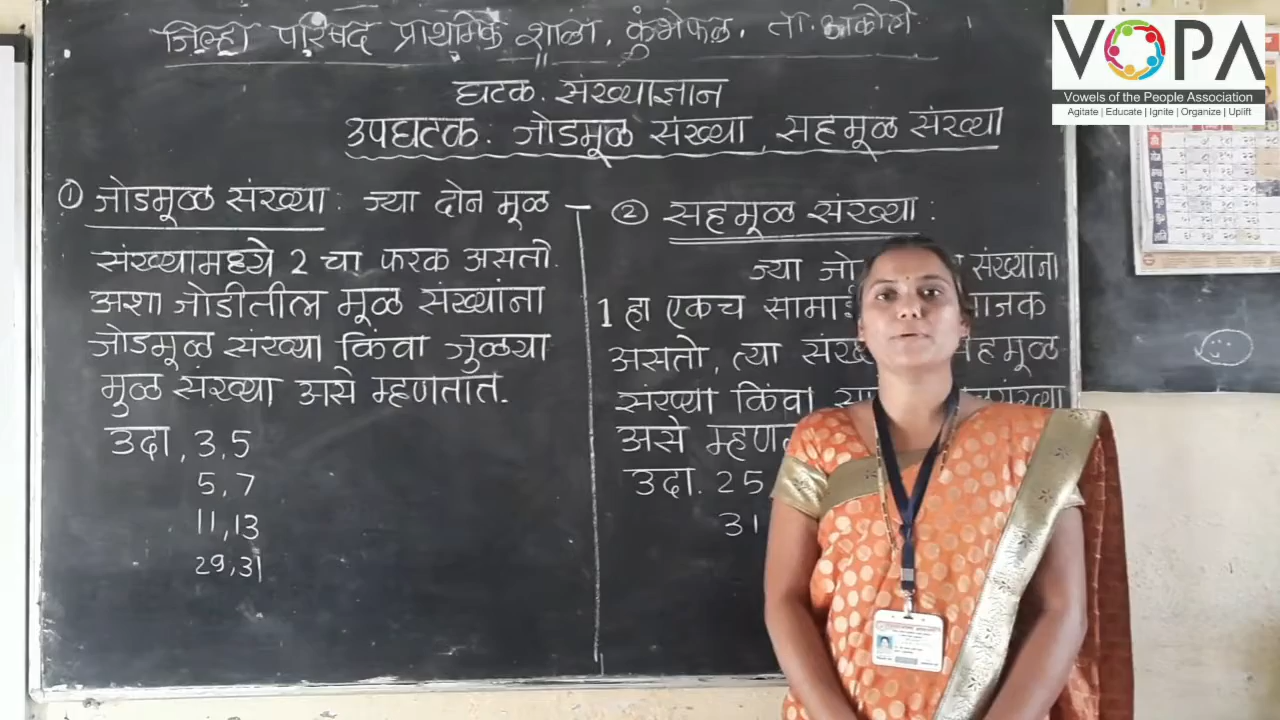 जिल्हा परिषद प्राथमिक शाळा, कुंभेफळ, ता. अकोले
VOPA
Vowels of the People Association
Agitate | Educate | Ignite | Organize | Uplift
घटक. संख्याज्ञान
उपघटक. जोडमूळ संख्या, सहमूळ संख्या
① जोडमूळ संख्या: ज्या दोन मूळ –
संख्यामध्ये 2 चा फरक असतो.
अशा जोडीतील मूळ संख्यांना
जोडमूळ संख्या किंवा जुळया
मुळ संख्या असे म्हणतात.
उदा, 3,5
5,7
11,13
29,31
② सहमूळ संख्या:
ज्या संख्यांना
1 हा एकच
असतो, त्या
संख्या किंवा
असे
उदा. 25,
31